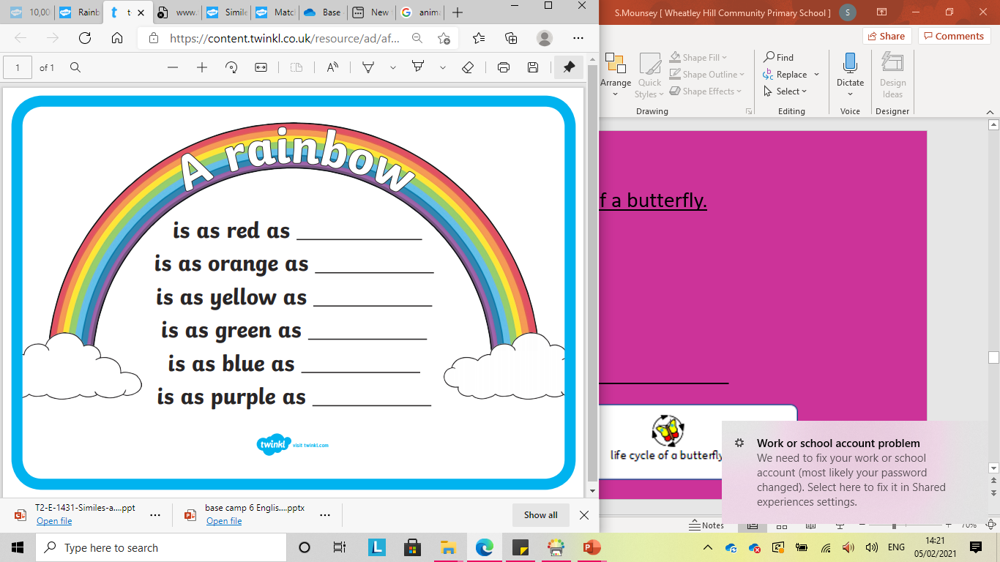 10,00
Rainb
t
www.
Simile
Matc
Base
New
anim
https://content.twinkl.co.uk/resource/ad/af...
1 of 1
A rainbow
is as red as ____________
is as orange as ____________
is as yellow as ____________
is as green as ____________
is as blue as ____________
is as purple as ____________
twinkl visit twinkl.com
T2-E-1431-Similes-a....ppt
Open file
base camp 6 Englis....pptx
Open file
Show all
S.Mounsey [ Wheatley Hill Community Primary School ] S
Share
Comments
Arrange
Quick Styles
Shape Fill
Shape Outline
Shape Effects
Drawing
Find
Replace
Select
Editing
Dictate
Voice
Design Ideas
Designer
f a butterfly.
life cycle of a butterfly
Work or school account problem
We need to fix your work or school
account (most likely your password
changed). Select here to fix it in Shared
experiences settings.
Notes
70%
Type here to search
ENG
14:21
05/02/2021